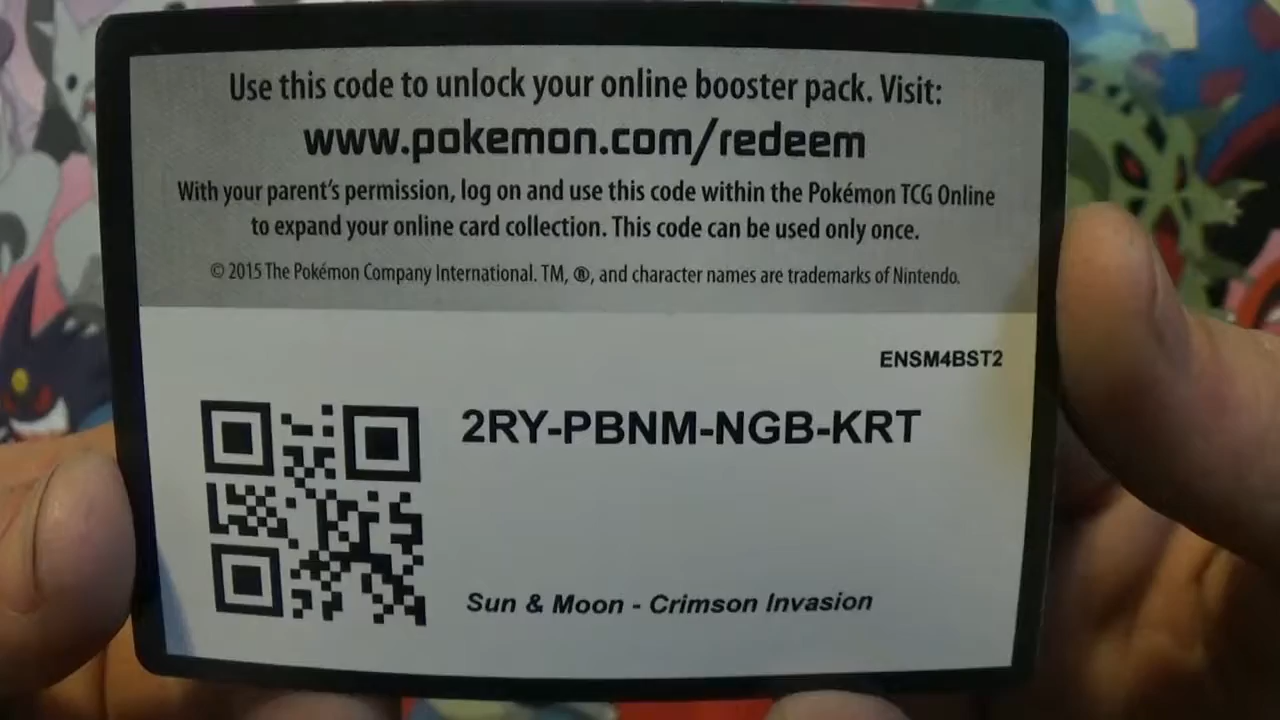 Use this code to unlock your online booster pack. Visit:
www.pokemon.com/redeem
With your parent's permission, log on and use this code within the Pokémon TCG Online
to expand your online card collection. This code can be used only once.
© 2015 The Pokémon Company International. TM, ®, and character names are trademarks of Nintendo.
ENSM4BST2
2RY-PBNM-NGB-KRT
Sun & Moon - Crimson Invasion